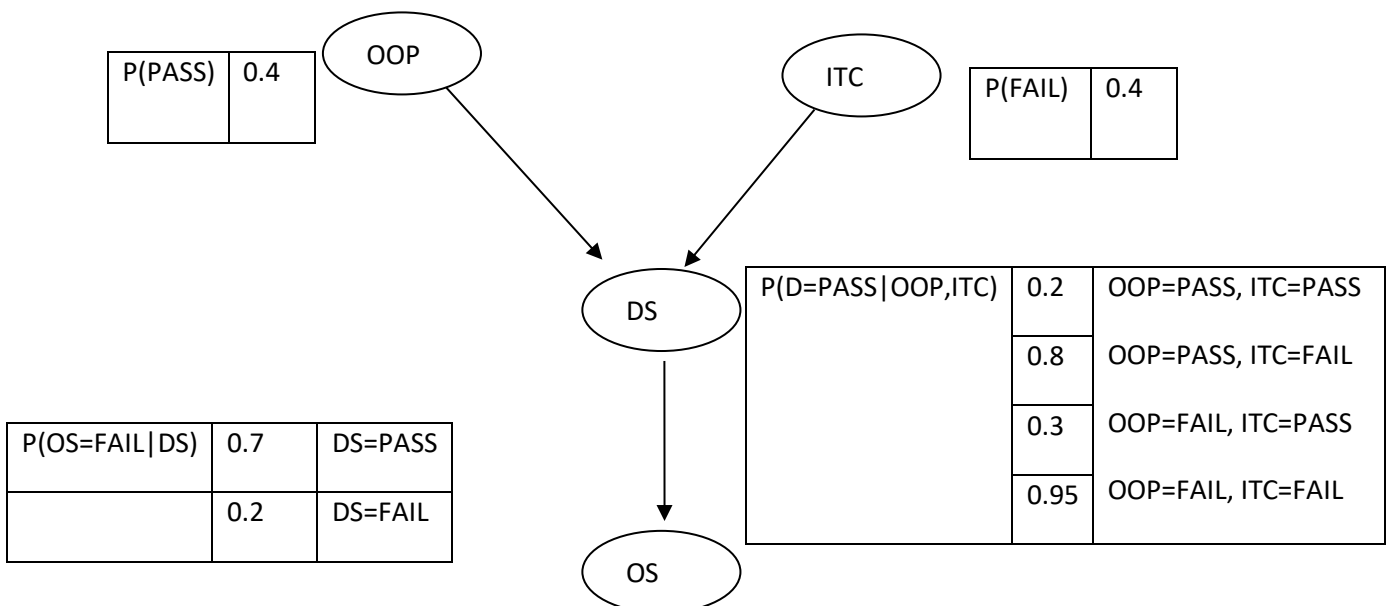 OOP
P(PASS) 0.4
ITC
P(FAIL) 0.4
DS
P(D=PASS|OOP,ITC) 0.2 OOP=PASS, ITC=PASS
0.8 OOP=PASS, ITC=FAIL
0.3 OOP=FAIL, ITC=PASS
0.95 OOP=FAIL, ITC=FAIL
P(OS=FAIL|DS) 0.7 DS=PASS
0.2 DS=FAIL
OS